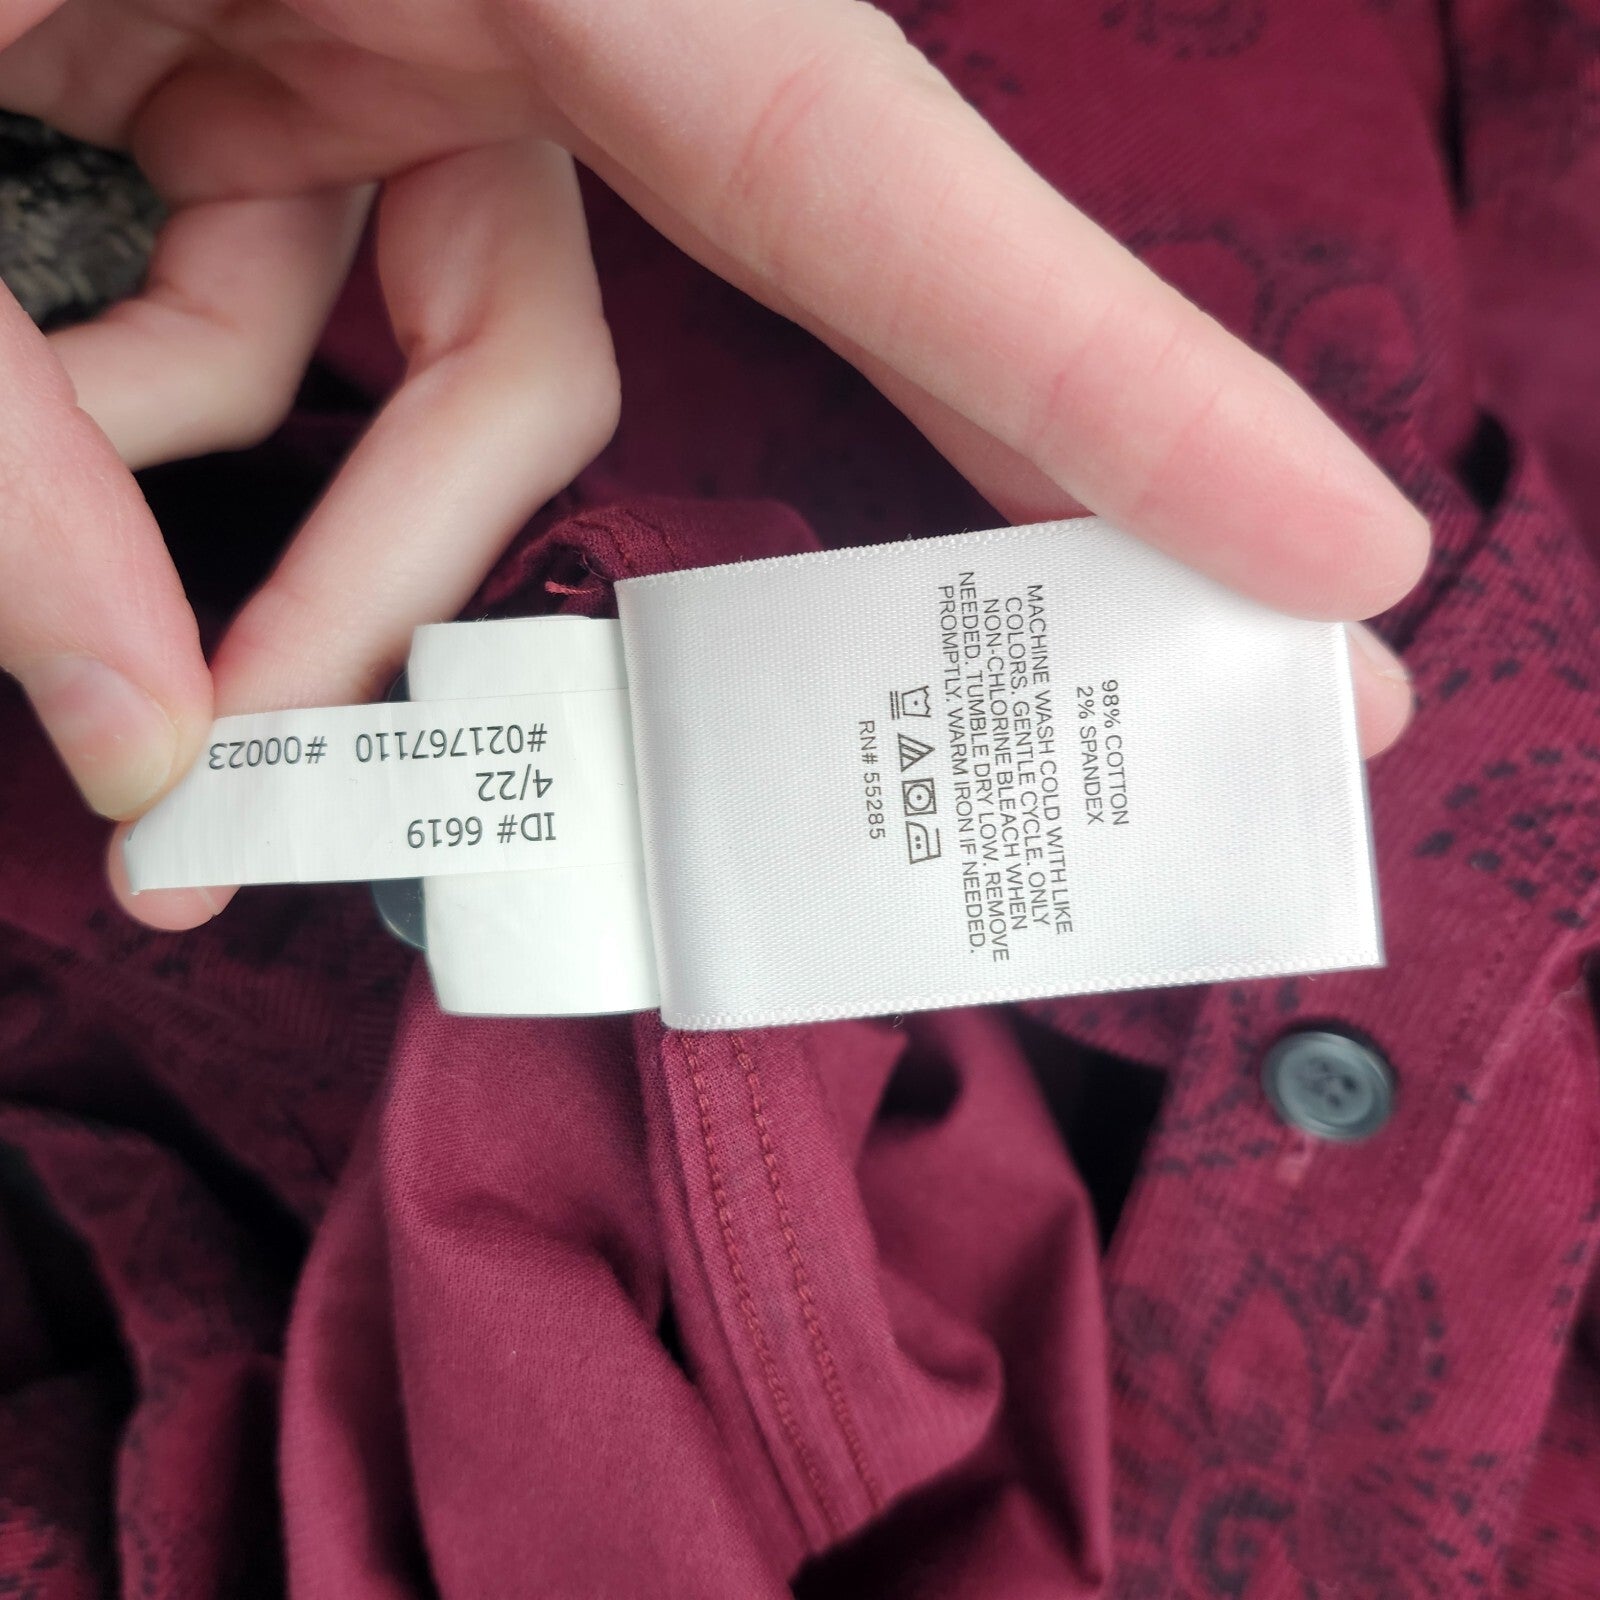 98% COTTON
2% SPANDEX
MACHINE WASH COLD WITH LIKE
COLORS. GENTLE CYCLE. ONLY
NON-CHLORINE BLEACH WHEN
NEEDED. TUMBLE DRY LOW. REMOVE
PROMPTLY. WARM IRON IF NEEDED.
RN# 55285
ID# 6619
4/22
#021767110 # 00023